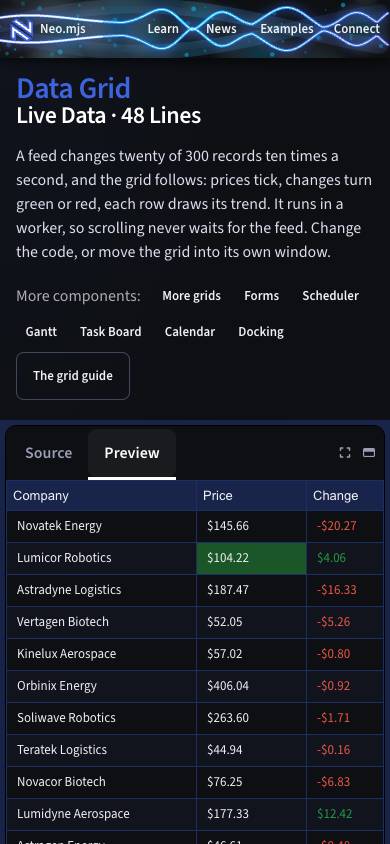 Neo.mjs Learn News Examples Connect
Data Grid
Live Data · 48 Lines
A feed changes twenty of 300 records ten times a
second, and the grid follows: prices tick, changes turn
green or red, each row draws its trend. It runs in a
worker, so scrolling never waits for the feed. Change
the code, or move the grid into its own window.
More components: More grids Forms Scheduler
Gantt Task Board Calendar Docking
The grid guide
Source Preview
Company Price Change
Novatek Energy $145.66 -$20.27
Lumicor Robotics $104.22 $4.06
Astradyne Logistics $187.47 -$16.33
Vertagen Biotech $52.05 -$5.26
Kinelux Aerospace $57.02 -$0.80
Orbinix Energy $406.04 -$0.92
Soliwave Robotics $263.60 -$1.71
Teratek Logistics $44.94 -$0.16
Novacor Biotech $76.25 -$6.83
Lumidyne Aerospace $177.33 $12.42